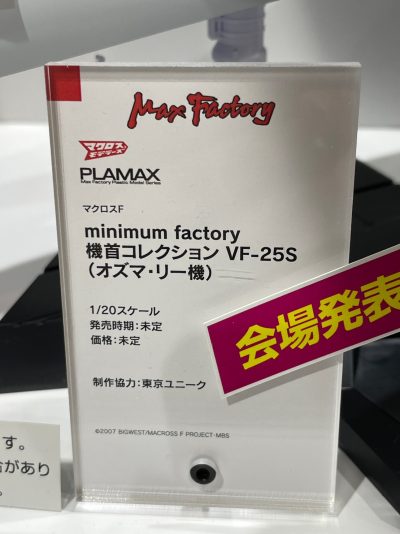 Max Factory
マクロス
モデラーズ
PLAMAX
Max Factory Plastic Model Series
マクロスF
minimum factory
機首コレクション VF-25S
（オズマ・リー機）
1/20スケール
発売時期：未定
価格：未定
会場発表
制作協力：東京ユニーク
©2007 BIGWEST/MACROSS F PROJECT・MBS
す。
があり
。